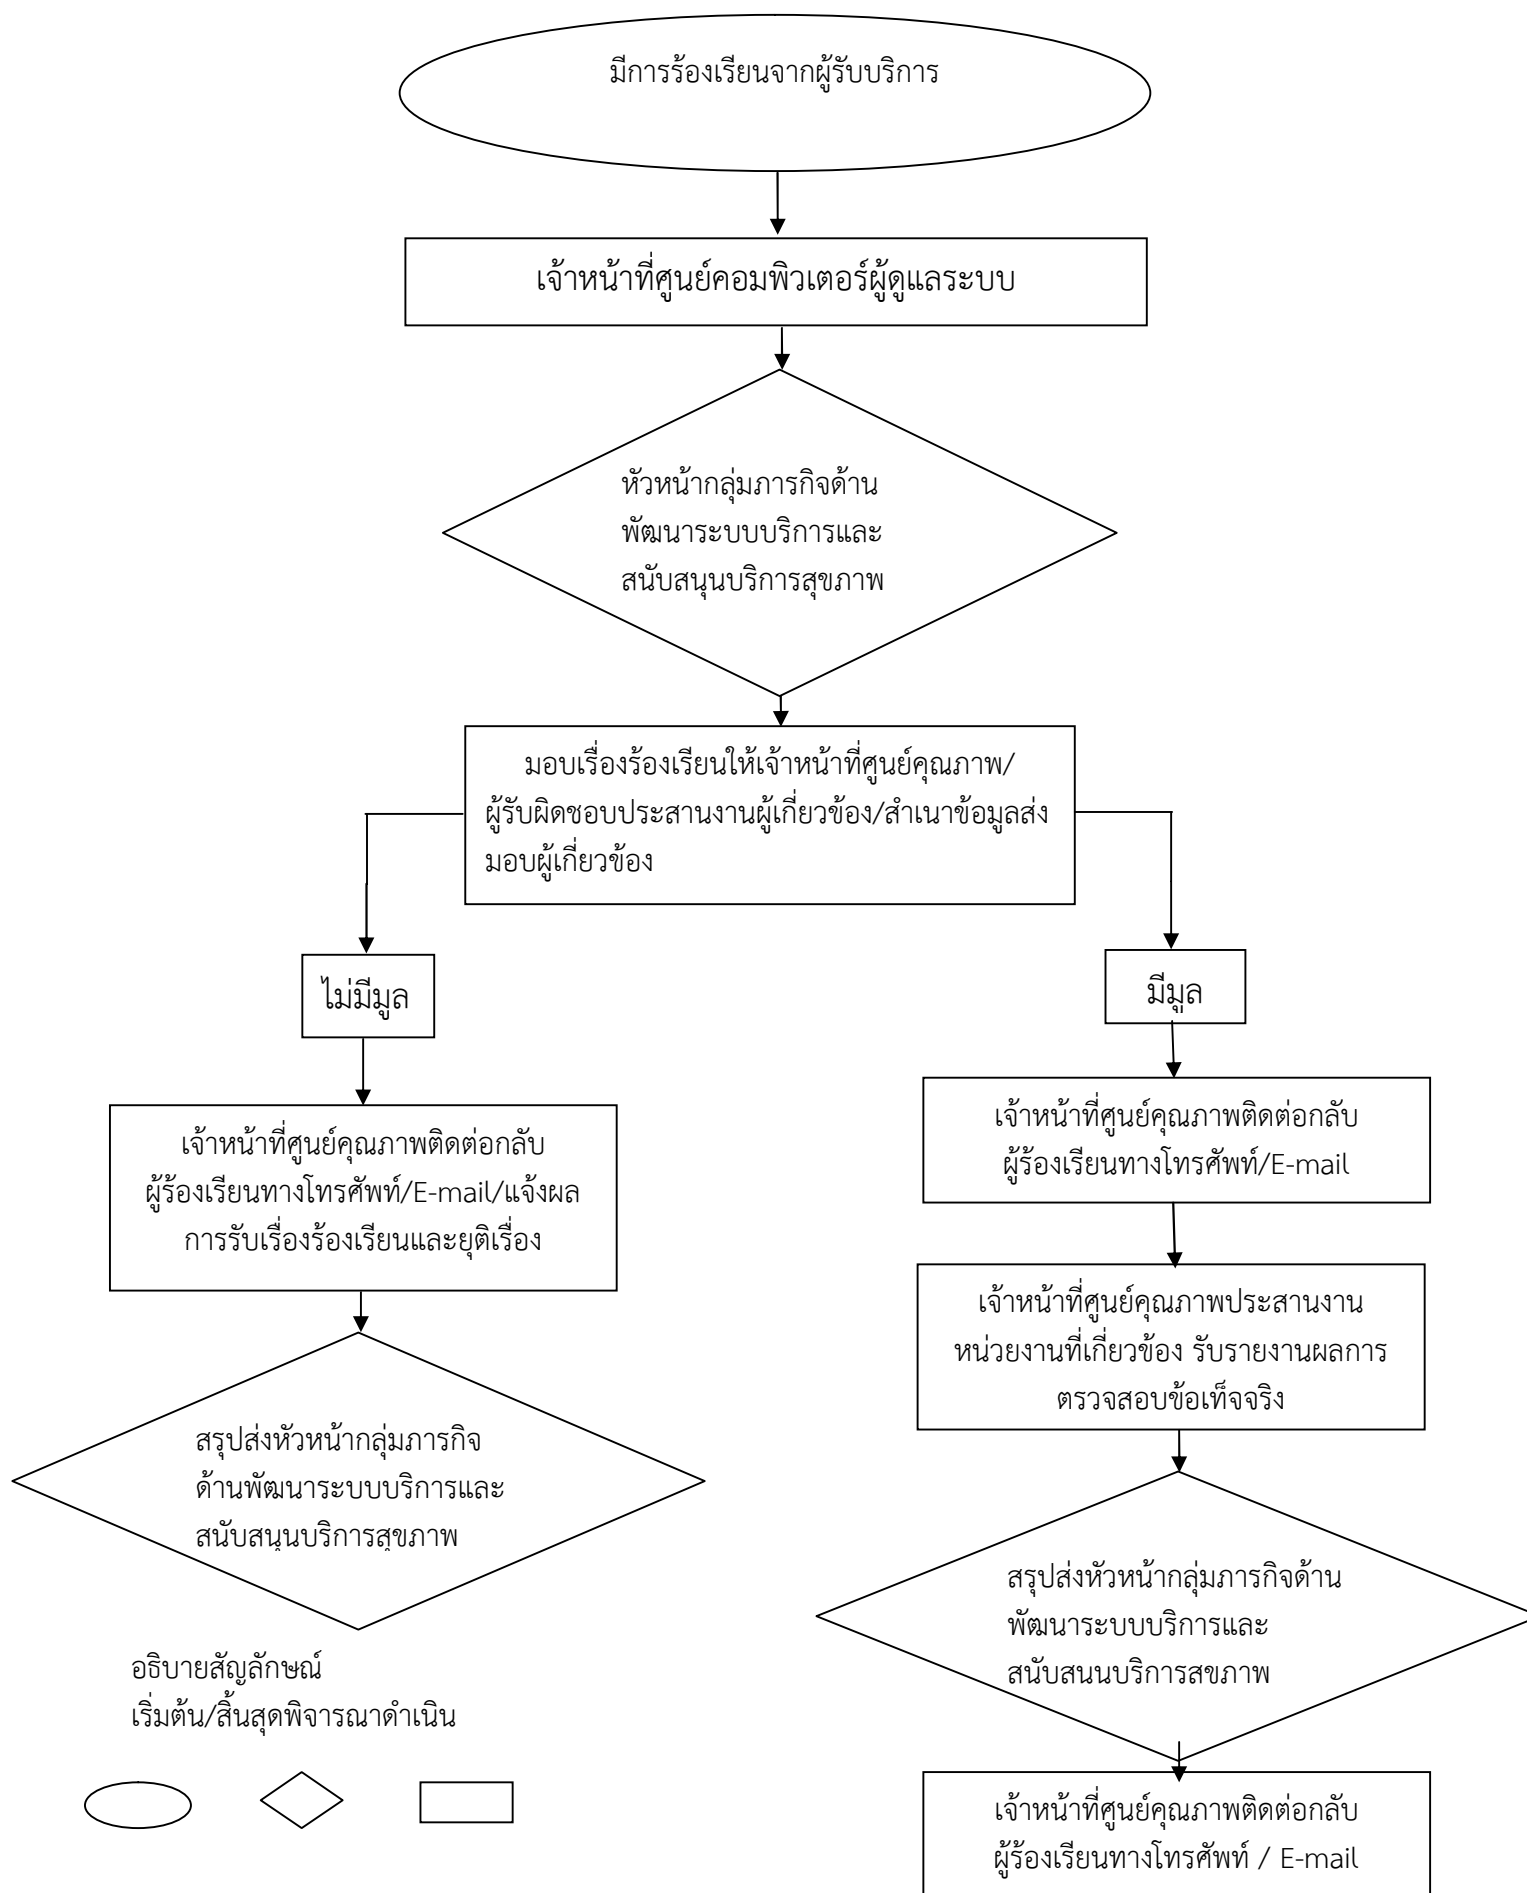 มีการร้องเรียนจากผู้รับบริการ
เจ้าหน้าที่ศูนย์คอมพิวเตอร์ผู้ดูแลระบบ
หัวหน้ากลุ่มภารกิจด้าน
พัฒนาระบบบริการและ
สนับสนุนบริการสุขภาพ
มอบเรื่องร้องเรียนให้เจ้าหน้าที่ศูนย์คุณภาพ/
ผู้รับผิดชอบประสานงานผู้เกี่ยวข้อง/สำเนาข้อมูลส่ง
มอบผู้เกี่ยวข้อง
ไม่มีมูล
เจ้าหน้าที่ศูนย์คุณภาพติดต่อกลับ
ผู้ร้องเรียนทางโทรศัพท์/E-mail/แจ้งผล
การรับเรื่องร้องเรียนและยุติเรื่อง
สรุปส่งหัวหน้ากลุ่มภารกิจ
ด้านพัฒนาระบบบริการและ
สนับสนุนบริการสุขภาพ
มีมูล
เจ้าหน้าที่ศูนย์คุณภาพติดต่อกลับ
ผู้ร้องเรียนทางโทรศัพท์/E-mail
เจ้าหน้าที่ศูนย์คุณภาพประสานงาน
หน่วยงานที่เกี่ยวข้อง รับรายงานผลการ
ตรวจสอบข้อเท็จจริง
สรุปส่งหัวหน้ากลุ่มภารกิจด้าน
พัฒนาระบบบริการและ
สนับสนนบริการสขภาพ
เจ้าหน้าที่ศูนย์คุณภาพติดต่อกลับ
ผู้ร้องเรียนทางโทรศัพท์ / E-mail
อธิบายสัญลักษณ์
เริ่มต้น/สิ้นสุดพิจารณาดำเนิน